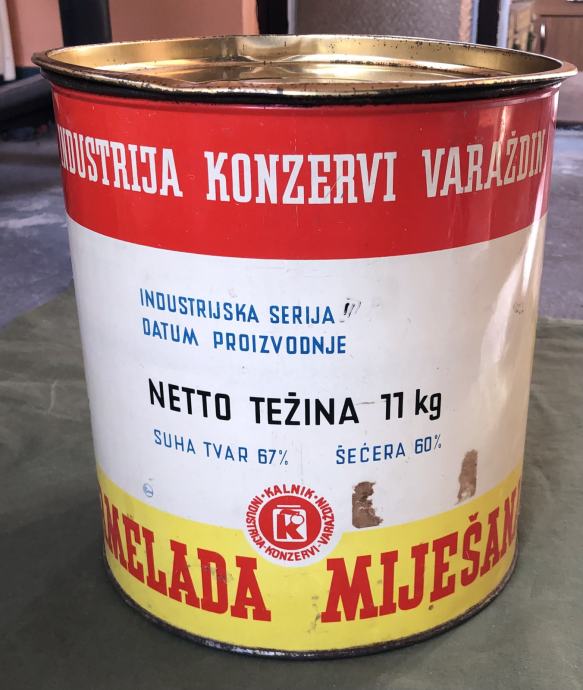 INDUSTRIJA KONZERVI VARAŽDIN
INDUSTRIJSKA SERIJA
DATUM PROIZVODNJE
NETTO TEŽINA 11 kg
SUHA TVAR 67%
ŠEĆERA 60%
·KALNIK·
INDUSTRIJA·KONZERVI·VARAŽDIN
K
MELADA MIJEŠAN